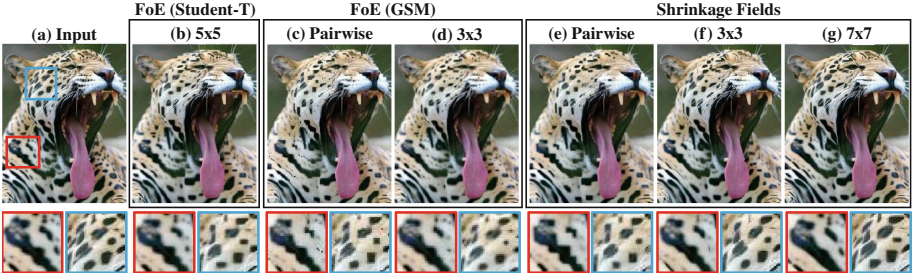 FoE (Student-T) FoE (GSM) Shrinkage Fields
(a) Input (b) 5x5 (c) Pairwise (d) 3x3 (e) Pairwise (f) 3x3 (g) 7x7